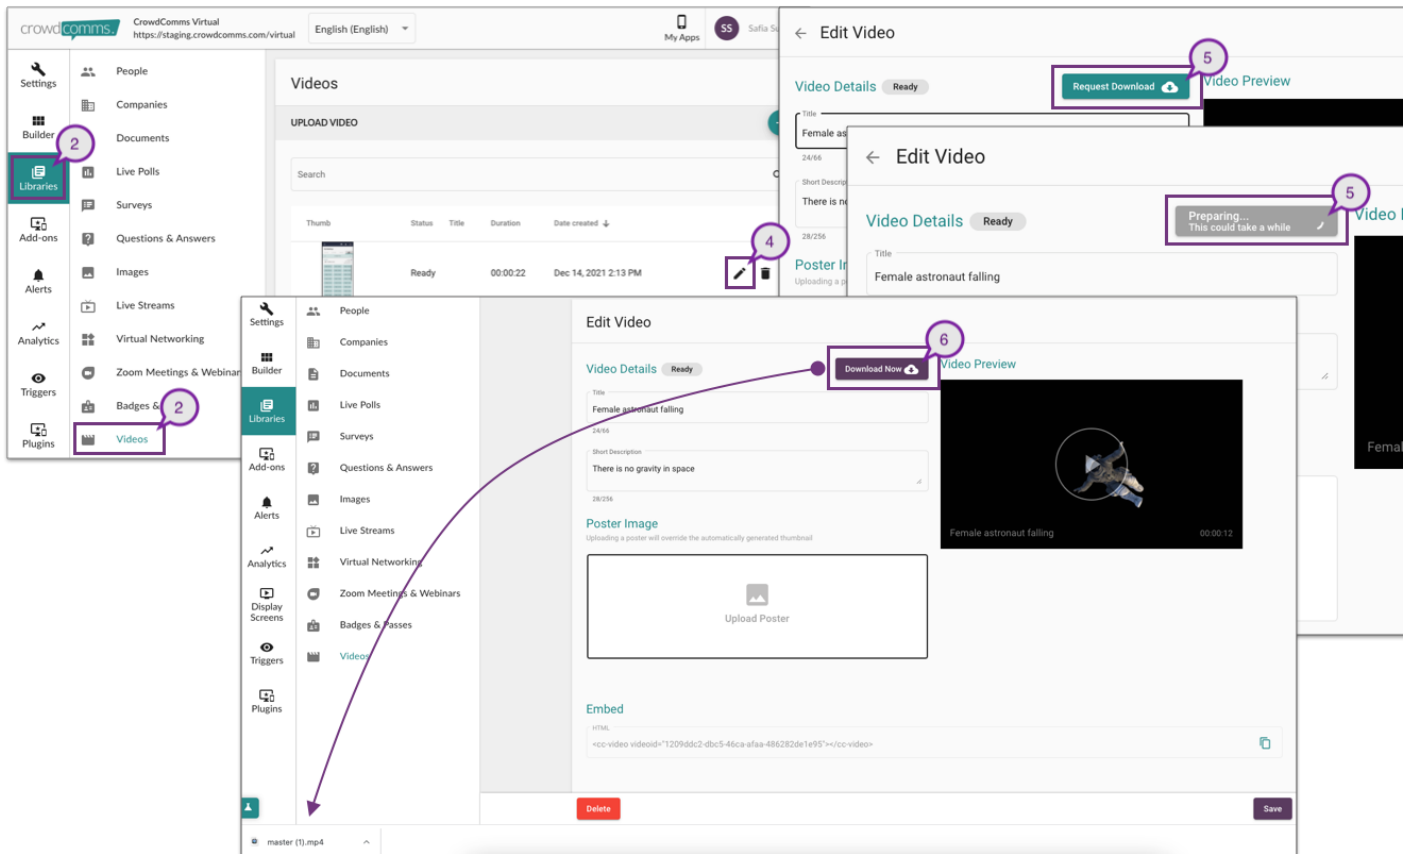 crowdcomms.
CrowdComms Virtual
https://staging.crowdcomms.com/virtual
English (English)
My Apps
SS
Safia Su
Settings
Builder
2
Libraries
Add-ons
Alerts
Analytics
Triggers
Plugins
People
Companies
Documents
Live Polls
Surveys
Questions & Answers
Images
Live Streams
Virtual Networking
Zoom Meetings & Webinar
Badges &
2
Videos
Videos
UPLOAD VIDEO
Search
Thumb
Status
Title
Duration
Date created
Ready
00:00:22
Dec 14, 2021 2:13 PM
4
Edit Video
Video Details
Ready
Request Download
5
Video Preview
Title
Female as
24/66
Short Descrip
There is no
28/256
Poster Ir
Uploading a p
Edit Video
Video Details
Ready
Preparing...
This could take a while
5
Video
Title
Female astronaut falling
Femal
Settings
Builder
Libraries
Add-ons
Alerts
Analytics
Display
Screens
Triggers
Plugins
People
Companies
Documents
Live Polls
Surveys
Questions & Answers
Images
Live Streams
Virtual Networking
Zoom Meetings & Webinars
Badges & Passes
Videos
Edit Video
Video Details
Ready
Download Now
6
Video Preview
Title
Female astronaut falling
24/66
Short Description
There is no gravity in space
28/256
Female astronaut falling
00:00:12
Poster Image
Uploading a poster will override the automatically generated thumbnail
Upload Poster
Embed
HTML
<cc-video videoid="1209ddc2-dbc5-46ca-afaa-486282de1e95"></cc-video>
Delete
Save
master (1).mp4